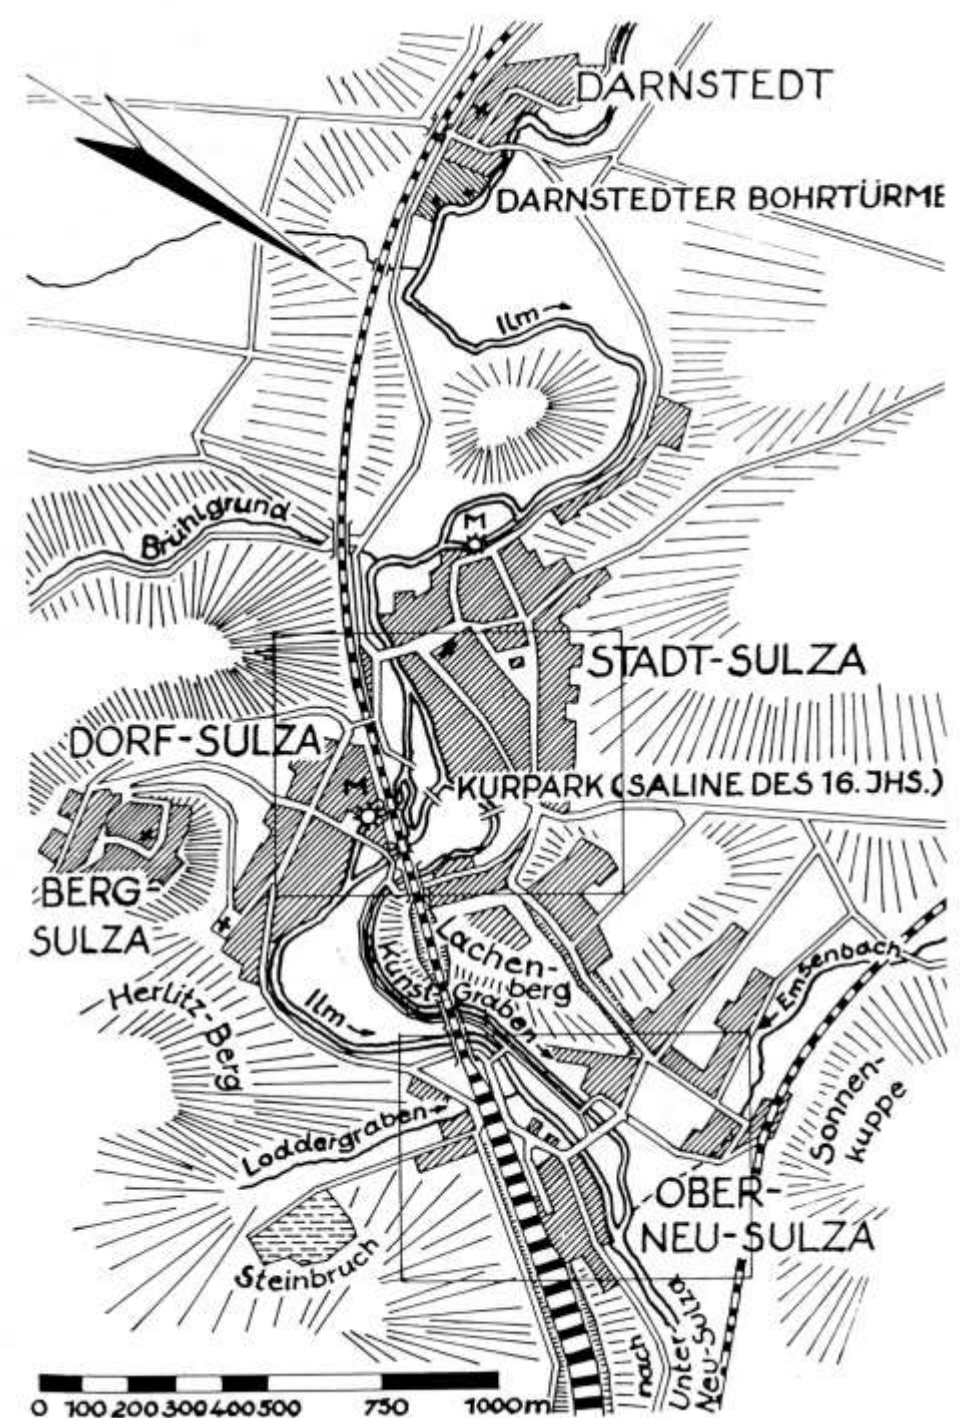 DARNSTEDT
DARNSTEDTER BOHRTÜRME
Ilm
Brühlgrund
M
STADT-SULZA
DORF-SULZA
M
KURPARK (SALINE DES 16. JHS.)
BERG-
SULZA
Lachen-
berg
Kunst-Graben
Emsenbach
Herlitz-Berg
Ilm
Sonnen-
kuppe
Loddergraben
OBER-
NEU-SULZA
Steinbruch
nach
Unter
Neu-Sulza
0 100 200 300 400 500 750 1000 m